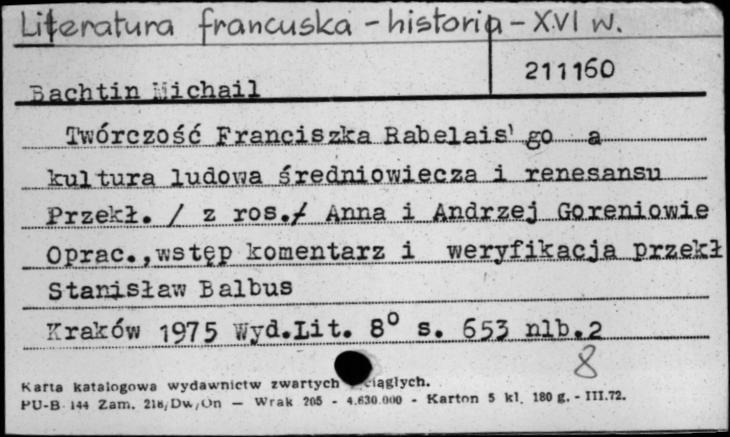 Literatura francuska - historia - XVI w.
211160
Bachtin Michail
Twórczość Franciszka Rabelais'go a
kultura ludowa średniowiecza i renesansu
Przekł. / z ros./ Anna i Andrzej Goreniowie
Oprac.,wstęp komentarz i weryfikacja przekł
Stanisław Balbus
Kraków 1975 Wyd.Lit. 8° s. 653 nlb.2
8
Karta katalogowa wydawnictw zwartych ciągłych.
PU-B 144 Zam. 218/Dw/On — Wrak 205 - 4.630.000 - Karton 5 kl. 180 g. - III.72.